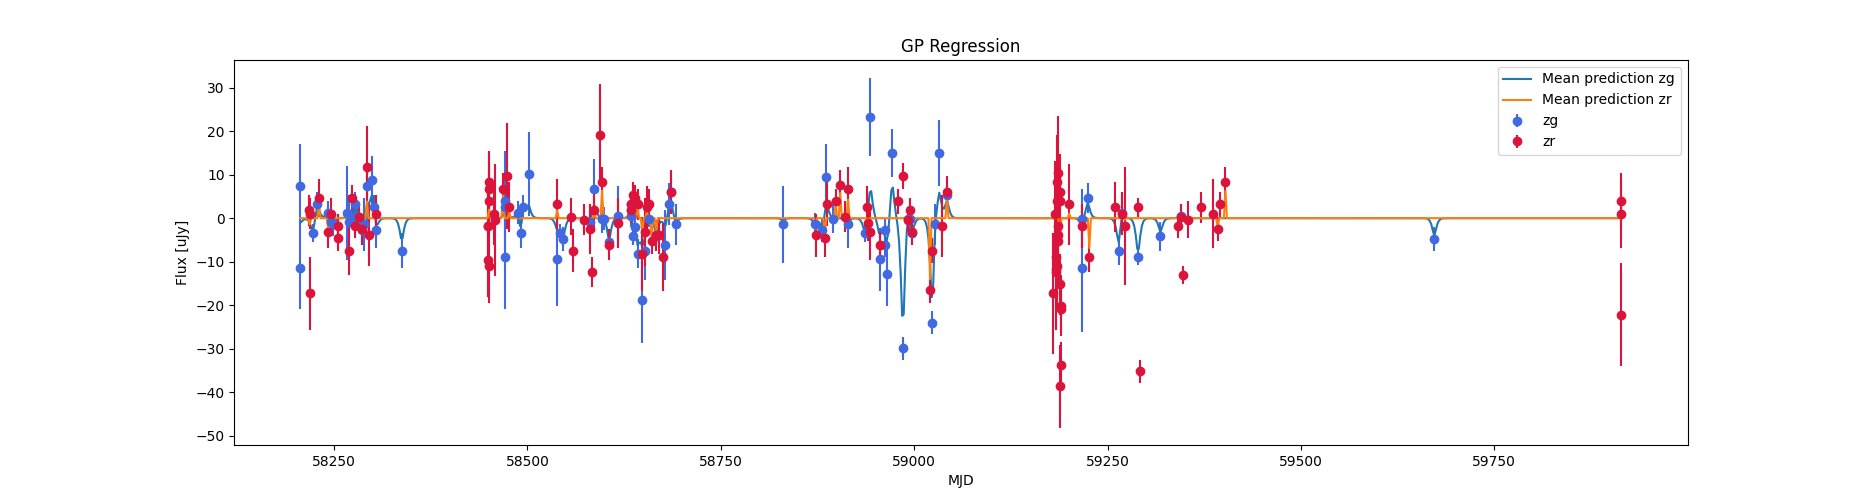 GP Regression
Flux [uJy]
30
20
10
0
−10
−20
−30
−40
−50
58250
58500
58750
59000
59250
59500
59750
MJD
Mean prediction zg
Mean prediction zr
zg
zr